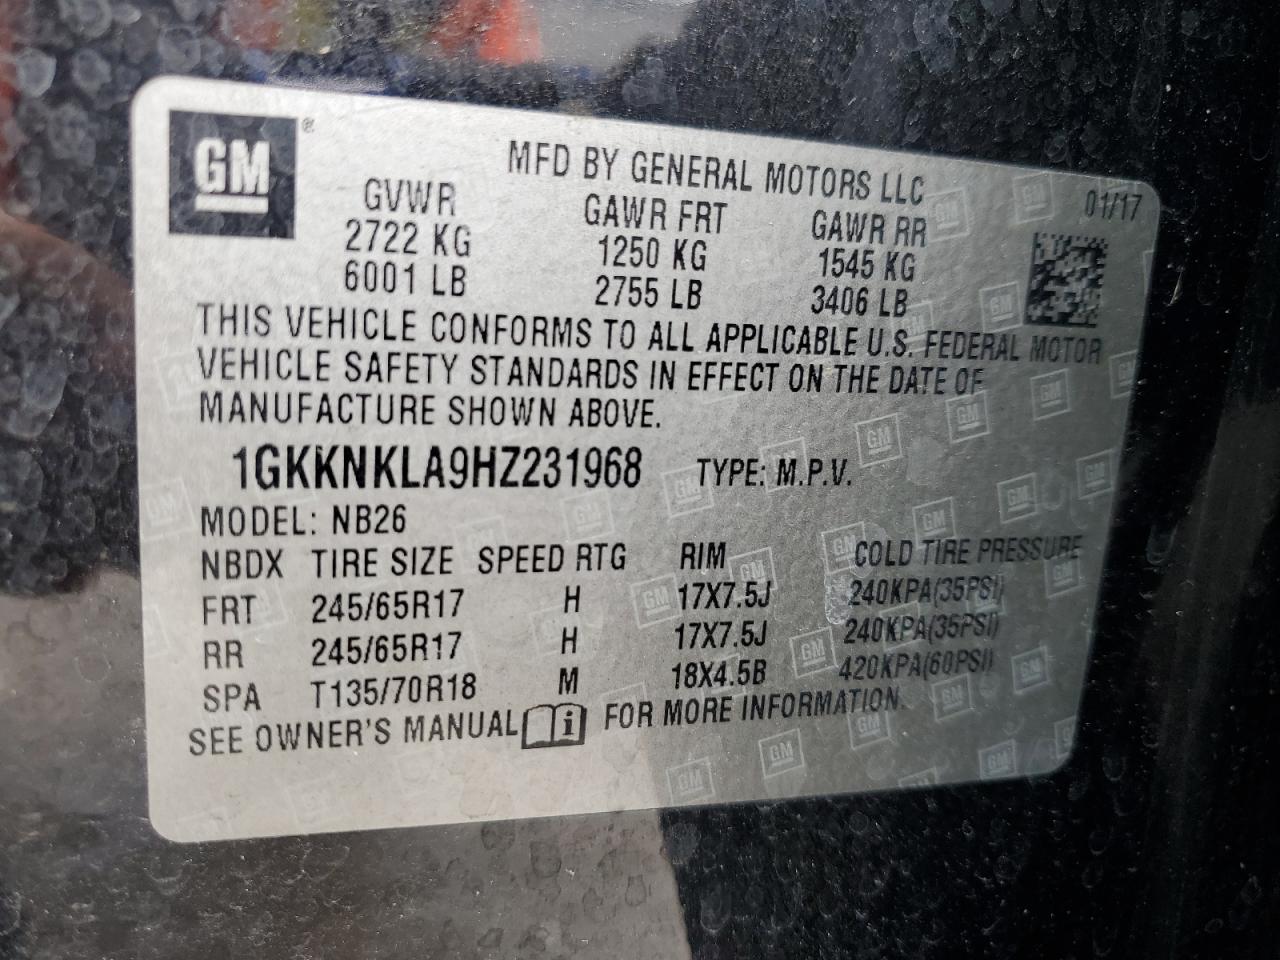 GM ®
MFD BY GENERAL MOTORS LLC
01/17
GVWR GAWR FRT GAWR RR
2722 KG 1250 KG 1545 KG
6001 LB 2755 LB 3406 LB
THIS VEHICLE CONFORMS TO ALL APPLICABLE U.S. FEDERAL MOTOR
VEHICLE SAFETY STANDARDS IN EFFECT ON THE DATE OF
MANUFACTURE SHOWN ABOVE.
1GKKNKLA9HZ231968 TYPE: M.P.V.
MODEL: NB26
NBDX TIRE SIZE SPEED RTG RIM COLD TIRE PRESSURE
FRT 245/65R17 H 17X7.5J 240KPA(35PSI)
RR 245/65R17 H 17X7.5J 240KPA(35PSI)
SPA T135/70R18 M 18X4.5B 420KPA(60PSI)
SEE OWNER'S MANUAL i FOR MORE INFORMATION.